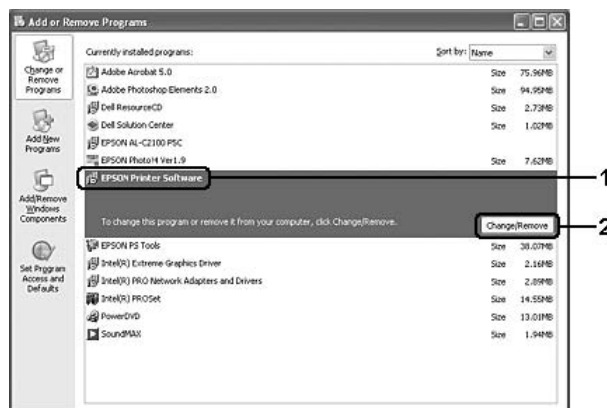 Add or Remove Programs
Change or
Remove
Programs
Add New
Programs
Add/Remove
Windows
Components
Set Program
Access and
Defaults
Currently installed programs:
Sort by: Name
Adobe Acrobat 5.0 Size 75.96MB
Adobe Photoshop Elements 2.0 Size 94.95MB
Dell ResourceCD Size 2.73MB
Dell Solution Center Size 1.02MB
EPSON AL-C2100 PSC
EPSON Photo!4 Ver1.9 Size 7.62MB
EPSON Printer Software 1
To change this program or remove it from your computer, click Change/Remove.
Change/Remove 2
EPSON PS Tools Size 38.07MB
Intel(R) Extreme Graphics Driver Size 2.16MB
Intel(R) PRO Network Adapters and Drivers Size 2.89MB
Intel(R) PROSet Size 14.55MB
PowerDVD Size 13.01MB
SoundMAX Size 1.94MB